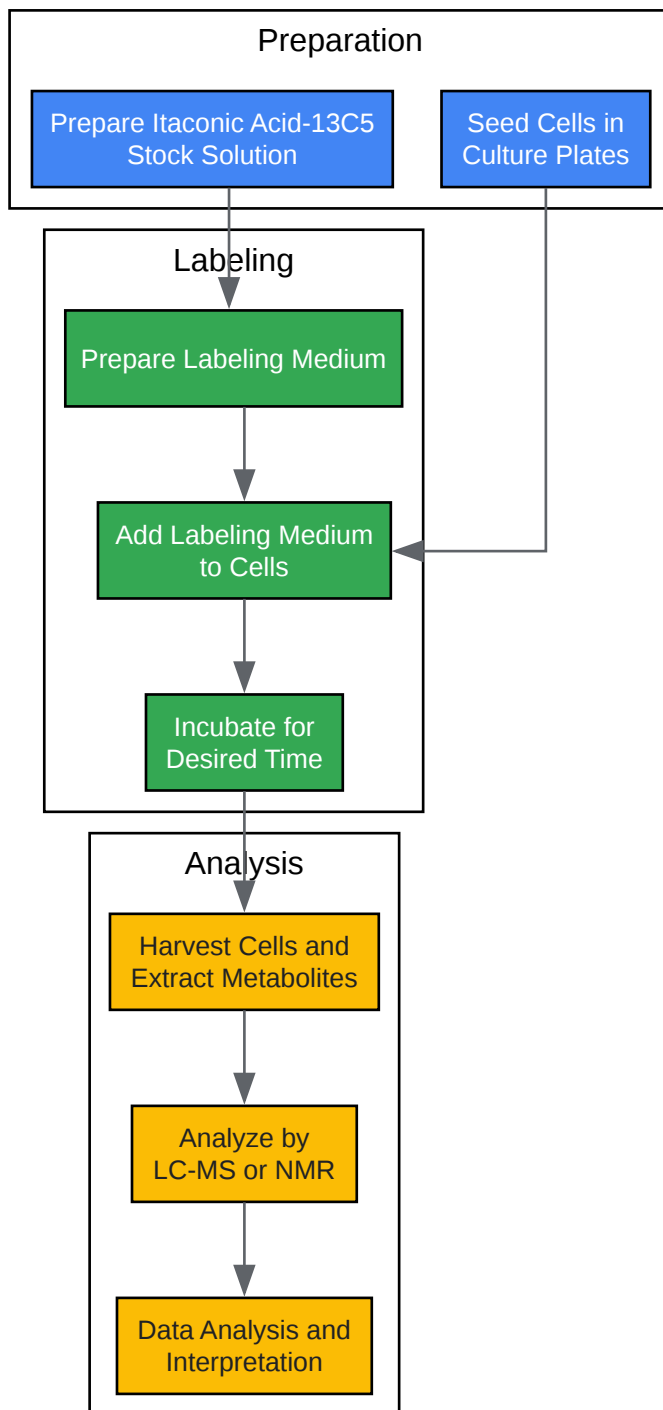 Preparation
Prepare Itaconic Acid-13C5
Stock Solution
Seed Cells in
Culture Plates
Labeling
Prepare Labeling Medium
Add Labeling Medium
to Cells
Incubate for
Desired Time
Analysis
Harvest Cells and
Extract Metabolites
Analyze by
LC-MS or NMR
Data Analysis and
Interpretation